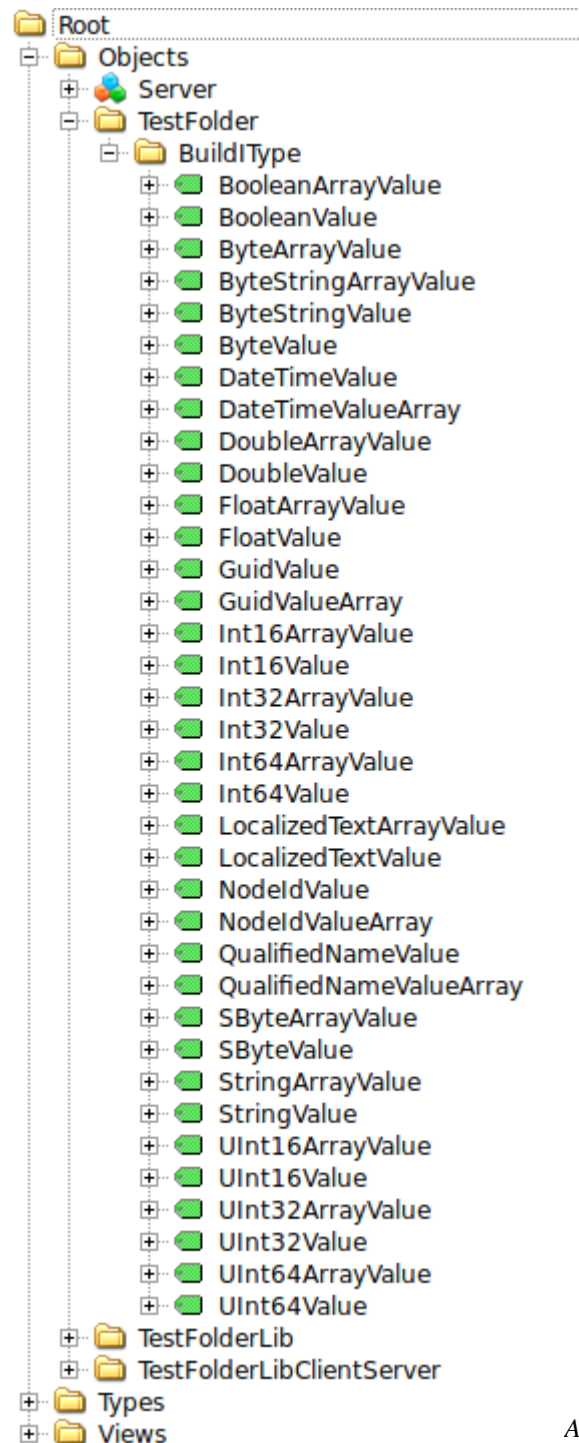 Root
Objects
Server
TestFolder
BuildIType
BooleanArrayValue
BooleanValue
ByteArrayValue
ByteStringArrayValue
ByteStringValue
ByteValue
DateTimeValue
DateTimeValueArray
DoubleArrayValue
DoubleValue
FloatArrayValue
FloatValue
GuidValue
GuidValueArray
Int16ArrayValue
Int16Value
Int32ArrayValue
Int32Value
Int64ArrayValue
Int64Value
LocalizedTextArrayValue
LocalizedTextValue
NodeIdValue
NodeIdValueArray
QualifiedNameValue
QualifiedNameValueArray
SByteArrayValue
SByteValue
StringArrayValue
StringValue
UInt16ArrayValue
UInt16Value
UInt32ArrayValue
UInt32Value
UInt64ArrayValue
UInt64Value
TestFolderLib
TestFolderLibClientServer
Types
Views A